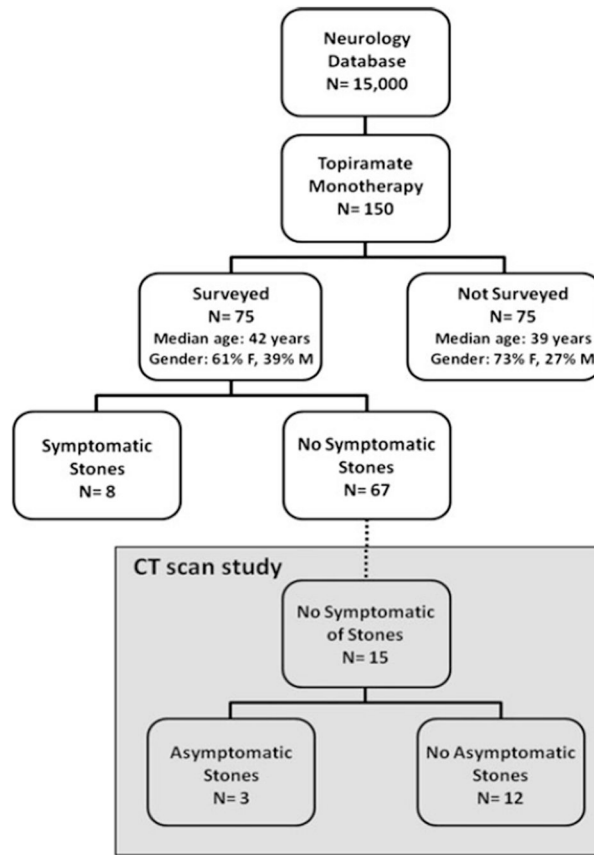 Neurology
Database
N= 15,000
Topiramate
Monotherapy
N= 150
Surveyed
N= 75
Median age: 42 years
Gender: 61% F, 39% M
Not Surveyed
N= 75
Median age: 39 years
Gender: 73% F, 27% M
Symptomatic
Stones
N= 8
No Symptomatic
Stones
N= 67
CT scan study
No Symptomatic
of Stones
N= 15
Asymptomatic
Stones
N= 3
No Asymptomatic
Stones
N= 12